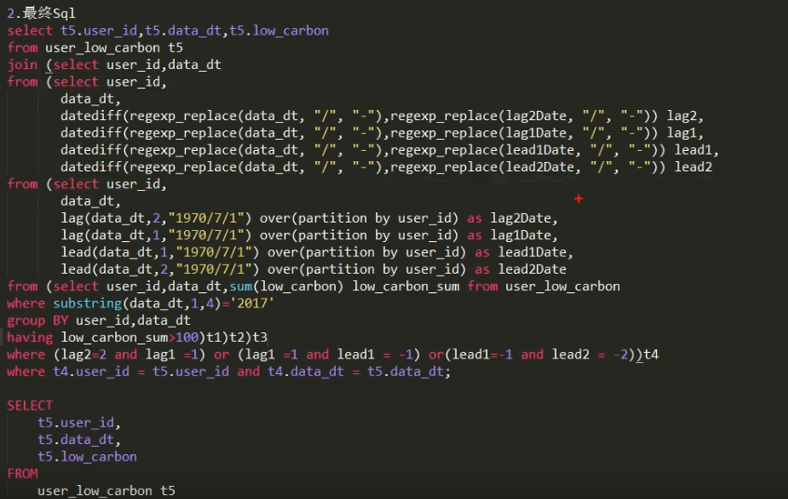 2.最终Sql
select t5.user_id,t5.data_dt,t5.low_carbon
from user_low_carbon t5
join (select user_id,data_dt
from (select user_id,
       data_dt,
       datediff(regexp_replace(data_dt, "/", "-"),regexp_replace(lag2Date, "/", "-")) lag2,
       datediff(regexp_replace(data_dt, "/", "-"),regexp_replace(lag1Date, "/", "-")) lag1,
       datediff(regexp_replace(data_dt, "/", "-"),regexp_replace(lead1Date, "/", "-")) lead1,
       datediff(regexp_replace(data_dt, "/", "-"),regexp_replace(lead2Date, "/", "-")) lead2
from (select user_id,
       data_dt,
       lag(data_dt,2,"1970/7/1") over(partition by user_id) as lag2Date,
       lag(data_dt,1,"1970/7/1") over(partition by user_id) as lag1Date,
       lead(data_dt,1,"1970/7/1") over(partition by user_id) as lead1Date,
       lead(data_dt,2,"1970/7/1") over(partition by user_id) as lead2Date
from (select user_id,data_dt,sum(low_carbon) low_carbon_sum from user_low_carbon
where substring(data_dt,1,4)='2017'
group BY user_id,data_dt
having low_carbon_sum>100)t1)t2)t3
where (lag2=2 and lag1 =1) or (lag1 =1 and lead1 = -1) or(lead1=-1 and lead2 = -2))t4
where t4.user_id = t5.user_id and t4.data_dt = t5.data_dt;
SELECT
    t5.user_id,
    t5.data_dt,
    t5.low_carbon
FROM
    user_low_carbon t5